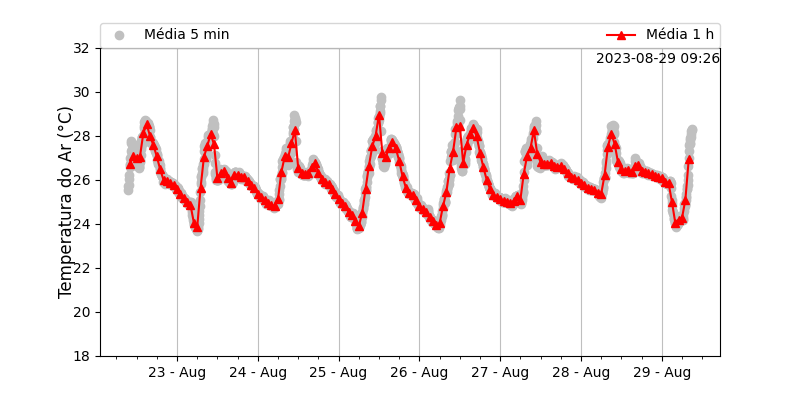 Média 5 min
Média 1 h
2023-08-29 09:26
Temperatura do Ar (°C)
32
30
28
26
24
22
20
18
23 - Aug
24 - Aug
25 - Aug
26 - Aug
27 - Aug
28 - Aug
29 - Aug